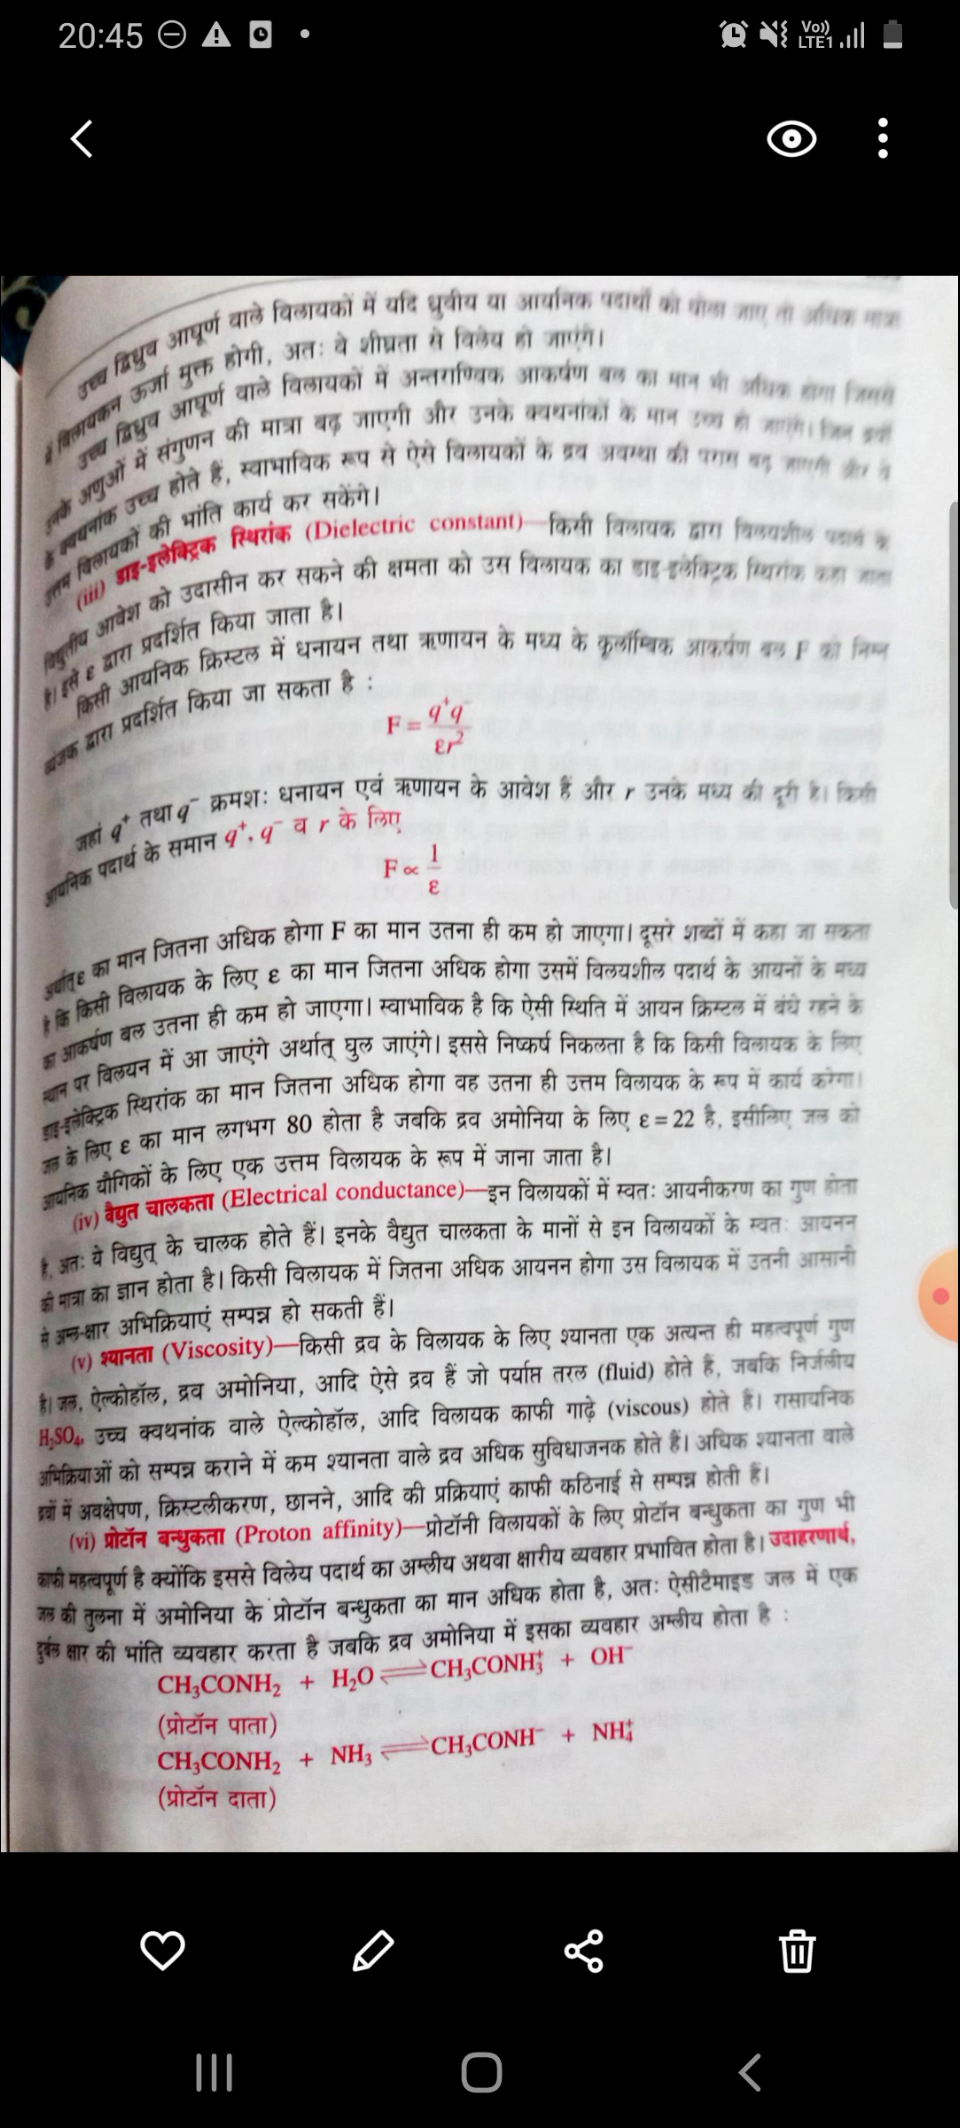 20:45
Vo)) LTE1
उच्च द्विध्रुव आघूर्ण वाले विलायकों में यदि ध्रुवीय या आयनिक पदार्थों को घोला जाए तो अधिक मात्रा
में विलायकन ऊर्जा मुक्त होगी, अतः वे शीघ्रता से विलेय हो जाएंगे।
उच्च द्विध्रुव आघूर्ण वाले विलायकों में अन्तराण्विक आकर्षण बल का मान भी अधिक होगा जिससे
उनके अणुओं में संगुणन की मात्रा बढ़ जाएगी और उनके क्वथनांकों के मान उच्च हो जाएंगे। जिन द्रवों
के क्वथनांक उच्च होते हैं, स्वाभाविक रूप से ऐसे विलायकों के द्रव अवस्था की परास बढ़ जाएगी और वे
उत्तम विलायकों की भांति कार्य कर सकेंगे।
(iii) डाइ-इलेक्ट्रिक स्थिरांक (Dielectric constant)—किसी विलायक द्वारा विलयशील पदार्थ के
विद्युतीय आवेश को उदासीन कर सकने की क्षमता को उस विलायक का डाइ-इलेक्ट्रिक स्थिरांक कहा जाता
है। इसे ε द्वारा प्रदर्शित किया जाता है।
किसी आयनिक क्रिस्टल में धनायन तथा ऋणायन के मध्य के कूलॉम्बिक आकर्षण बल F को निम्न
व्यंजक द्वारा प्रदर्शित किया जा सकता है :
F = q⁺q⁻ / εr²
जहां q⁺ तथा q⁻ क्रमशः धनायन एवं ऋणायन के आवेश हैं और r उनके मध्य की दूरी है। किसी
आयनिक पदार्थ के समान q⁺, q⁻ व r के लिए
F ∝ 1/ε
अर्थात् ε का मान जितना अधिक होगा F का मान उतना ही कम हो जाएगा। दूसरे शब्दों में कहा जा सकता
है कि किसी विलायक के लिए ε का मान जितना अधिक होगा उसमें विलयशील पदार्थ के आयनों के मध्य
का आकर्षण बल उतना ही कम हो जाएगा। स्वाभाविक है कि ऐसी स्थिति में आयन क्रिस्टल में बंधे रहने के
स्थान पर विलयन में आ जाएंगे अर्थात् घुल जाएंगे। इससे निष्कर्ष निकलता है कि किसी विलायक के लिए
डाइ-इलेक्ट्रिक स्थिरांक का मान जितना अधिक होगा वह उतना ही उत्तम विलायक के रूप में कार्य करेगा।
जल के लिए ε का मान लगभग 80 होता है जबकि द्रव अमोनिया के लिए ε = 22 है, इसीलिए जल को
आयनिक यौगिकों के लिए एक उत्तम विलायक के रूप में जाना जाता है।
(iv) वैद्युत चालकता (Electrical conductance)—इन विलायकों में स्वतः आयनीकरण का गुण होता
है, अतः ये विद्युत् के चालक होते हैं। इनके वैद्युत चालकता के मानों से इन विलायकों के स्वतः आयनन
की मात्रा का ज्ञान होता है। किसी विलायक में जितना अधिक आयनन होगा उस विलायक में उतनी आसानी
से अम्ल-क्षार अभिक्रियाएं सम्पन्न हो सकती हैं।
(v) श्यानता (Viscosity)—किसी द्रव के विलायक के लिए श्यानता एक अत्यन्त ही महत्वपूर्ण गुण
है। जल, ऐल्कोहॉल, द्रव अमोनिया, आदि ऐसे द्रव हैं जो पर्याप्त तरल (fluid) होते हैं, जबकि निर्जलीय
H₂SO₄, उच्च क्वथनांक वाले ऐल्कोहॉल, आदि विलायक काफी गाढ़े (viscous) होते हैं। रासायनिक
अभिक्रियाओं को सम्पन्न कराने में कम श्यानता वाले द्रव अधिक सुविधाजनक होते हैं। अधिक श्यानता वाले
द्रवों में अवक्षेपण, क्रिस्टलीकरण, छानने, आदि की प्रक्रियाएं काफी कठिनाई से सम्पन्न होती हैं।
(vi) प्रोटॉन बन्धुकता (Proton affinity)—प्रोटॉनी विलायकों के लिए प्रोटॉन बन्धुकता का गुण भी
काफी महत्वपूर्ण है क्योंकि इससे विलेय पदार्थ का अम्लीय अथवा क्षारीय व्यवहार प्रभावित होता है। उदाहरणार्थ,
जल की तुलना में अमोनिया के प्रोटॉन बन्धुकता का मान अधिक होता है, अतः ऐसीटैमाइड जल में एक
दुर्बल क्षार की भांति व्यवहार करता है जबकि द्रव अमोनिया में इसका व्यवहार अम्लीय होता है :
CH₃CONH₂ + H₂O ⇌ CH₃CONH₃⁺ + OH⁻
(प्रोटॉन पाता)
CH₃CONH₂ + NH₃ ⇌ CH₃CONH⁻ + NH₄⁺
(प्रोटॉन दाता)